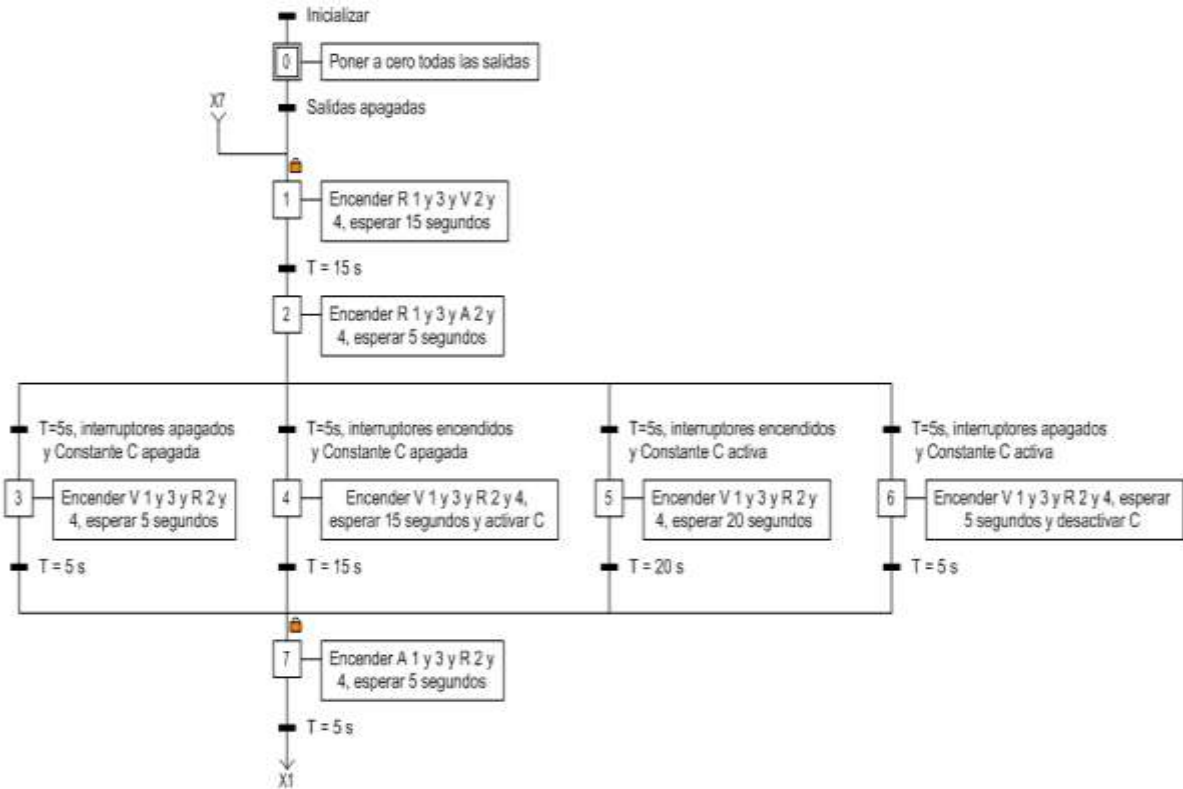 Inicializar
0
Poner a cero todas las salidas
X7
Salidas apagadas
1
Encender R 1 y 3 y V 2 y
4, esperar 15 segundos
T = 15 s
2
Encender R 1 y 3 y A 2 y
4, esperar 5 segundos
T=5s, interruptores apagados
y Constante C apagada
T=5s, interruptores encendidos
y Constante C apagada
T=5s, interruptores encendidos
y Constante C activa
T=5s, interruptores apagados
y Constante C activa
3
Encender V 1 y 3 y R 2 y
4, esperar 5 segundos
4
Encender V 1 y 3 y R 2 y 4,
esperar 15 segundos y activar C
5
Encender V 1 y 3 y R 2 y
4, esperar 20 segundos
6
Encender V 1 y 3 y R 2 y 4, esperar
5 segundos y desactivar C
T = 5 s
T = 15 s
T = 20 s
T = 5 s
7
Encender A 1 y 3 y R 2 y
4, esperar 5 segundos
T = 5 s
X1